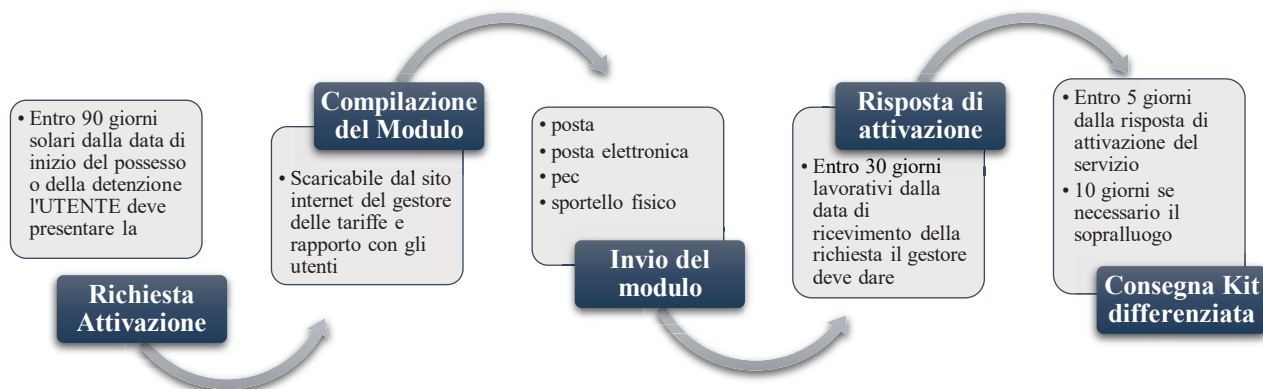 • Entro 90 giorni
solari dalla data di
inizio del possesso
o della detenzione
l'UTENTE deve
presentare la
Richiesta
Attivazione
Compilazione
del Modulo
• Scaricabile dal sito
internet del gestore
delle tariffe e
rapporto con gli
utenti
• posta
• posta elettronica
• pec
• sportello fisico
Invio del
modulo
Risposta di
attivazione
• Entro 30 giorni
lavorativi dalla
data di
ricevimento della
richiesta il gestore
deve dare
• Entro 5 giorni
dalla risposta di
attivazione del
servizio
• 10 giorni se
necessario il
sopralluogo
Consegna Kit
differenziata